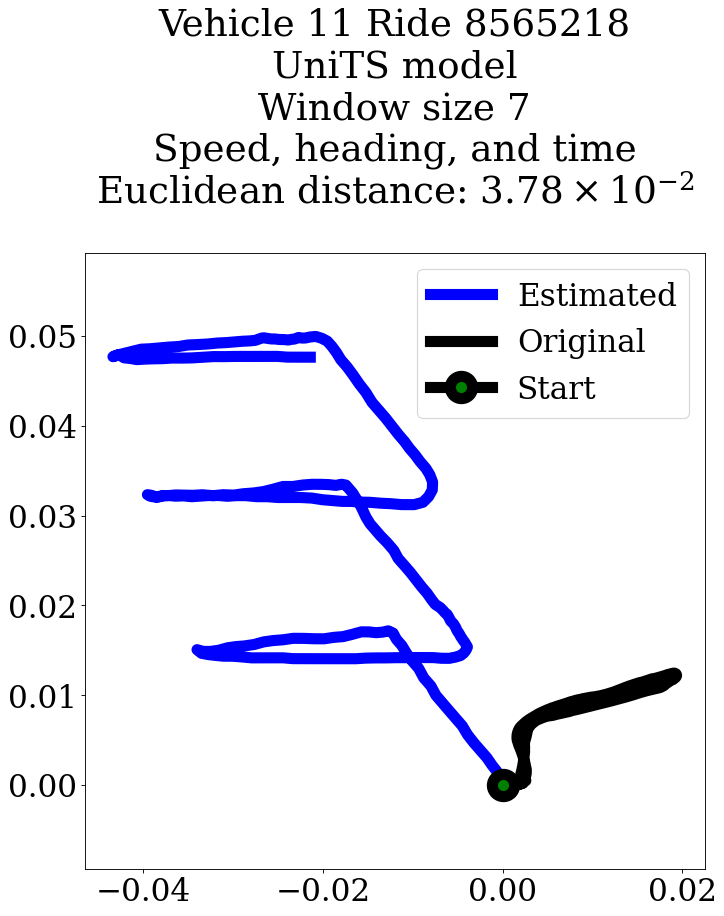 Vehicle 11 Ride 8565218
UniTS model
Window size 7
Speed, heading, and time
Euclidean distance: 3.78 × 10⁻²
Estimated
Original
Start
0.05
0.04
0.03
0.02
0.01
0.00
−0.04 −0.02 0.00 0.02